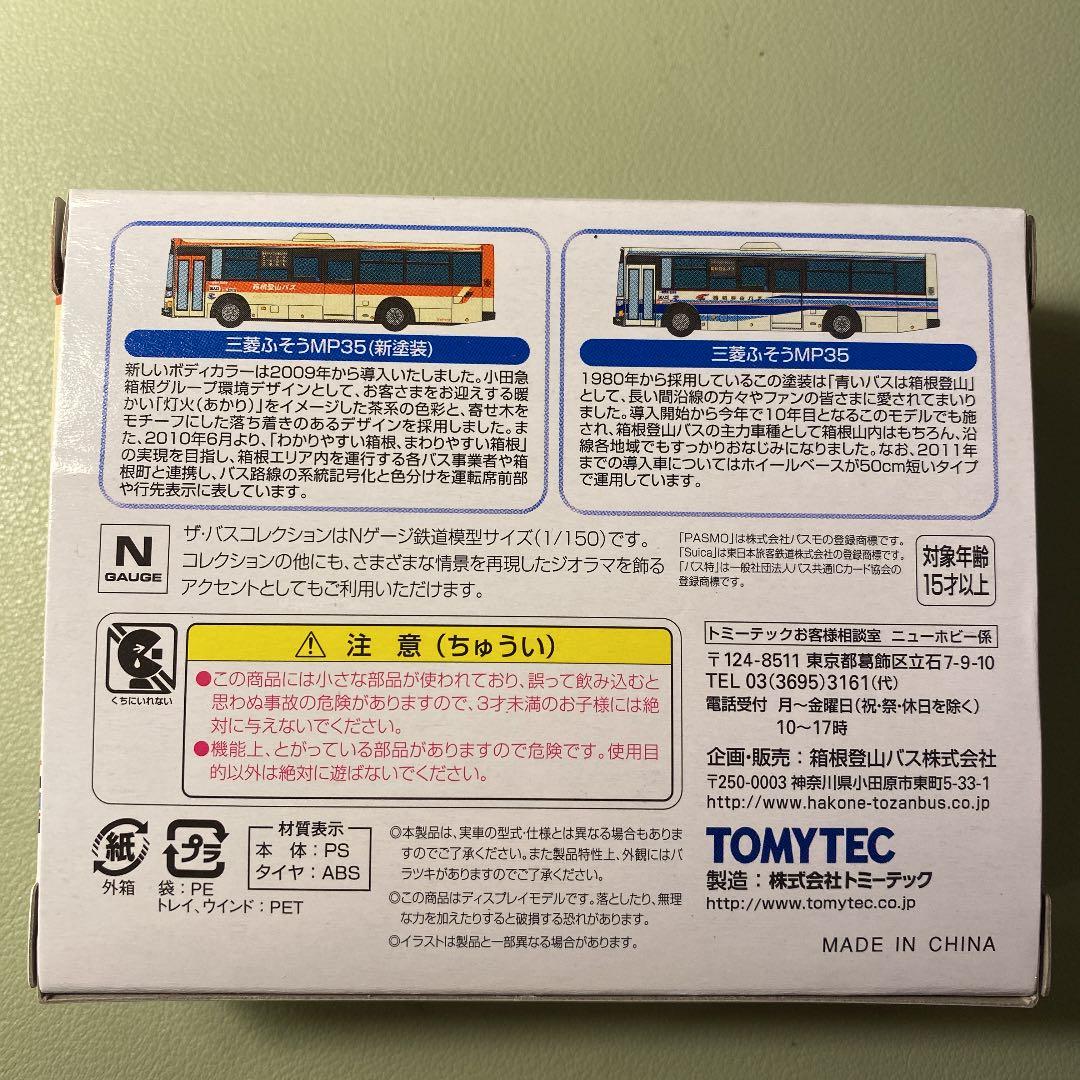 箱根登山バス
三菱ふそうMP35(新塗装)
新しいボディカラーは2009年から導入いたしました。小田急
箱根グループ環境デザインとして、お客さまをお迎えする暖
かい「灯火(あかり)」をイメージした茶系の色彩と、寄せ木を
モチーフにした落ち着きのあるデザインを採用しました。ま
た、2010年6月より、「わかりやすい箱根、まわりやすい箱根」
の実現を目指し、箱根エリア内を運行する各バス事業者や箱
根町と連携し、バス路線の系統記号化と色分けを運転席前部
や行先表示に表しています。
箱根登山バス
三菱ふそうMP35
1980年から採用しているこの塗装は「青いバスは箱根登山」
として、長い間沿線の方々やファンの皆さまに愛されてまい
りました。導入開始から今年で10年目となるこのモデルでも施
され、箱根登山バスの主力車種として箱根山内はもちろん、沿
線各地域でもすっかりおなじみになりました。なお、2011年
までの導入車についてはホイールベースが50cm短いタイプ
で運用しています。
N
GAUGE
ザ・バスコレクションはNゲージ鉄道模型サイズ(1/150)です。
コレクションの他にも、さまざまな情景を再現したジオラマを飾る
アクセントとしてもご利用いただけます。
「PASMO」は株式会社パスモの登録商標です。
「Suica」は東日本旅客鉄道株式会社の登録商標です。
「バス特」は一般社団法人バス共通ICカード協会の
登録商標です。
対象年齢
15才以上
くちにいれない
⚠ 注 意(ちゅうい)
●この商品には小さな部品が使われており、誤って飲み込むと
思わぬ事故の危険がありますので、3才未満のお子様には絶
対に与えないでください。
●機能上、とがっている部品がありますので危険です。使用目
的以外は絶対に遊ばないでください。
トミーテックお客様相談室 ニューホビー係
〒124-8511 東京都葛飾区立石7-9-10
TEL 03(3695)3161(代)
電話受付 月〜金曜日(祝・祭・休日を除く)
10〜17時
企画・販売:箱根登山バス株式会社
〒250-0003 神奈川県小田原市東町5-33-1
http://www.hakone-tozanbus.co.jp
TOMYTEC
製造:株式会社トミーテック
http://www.tomytec.co.jp
MADE IN CHINA
紙
外箱
プラ
袋:PE
トレイ、ウインド:PET
材質表示
本 体:PS
タイヤ:ABS
◎本製品は、実車の型式・仕様とは異なる場合もありま
すのでご了承ください。また製品特性上、外観にはバ
ラツキがありますのでご了承ください。
◎この商品はディスプレイモデルです。落としたり、無理
な力を加えたりすると破損する恐れがあります。
◎イラストは製品と一部異なる場合があります。